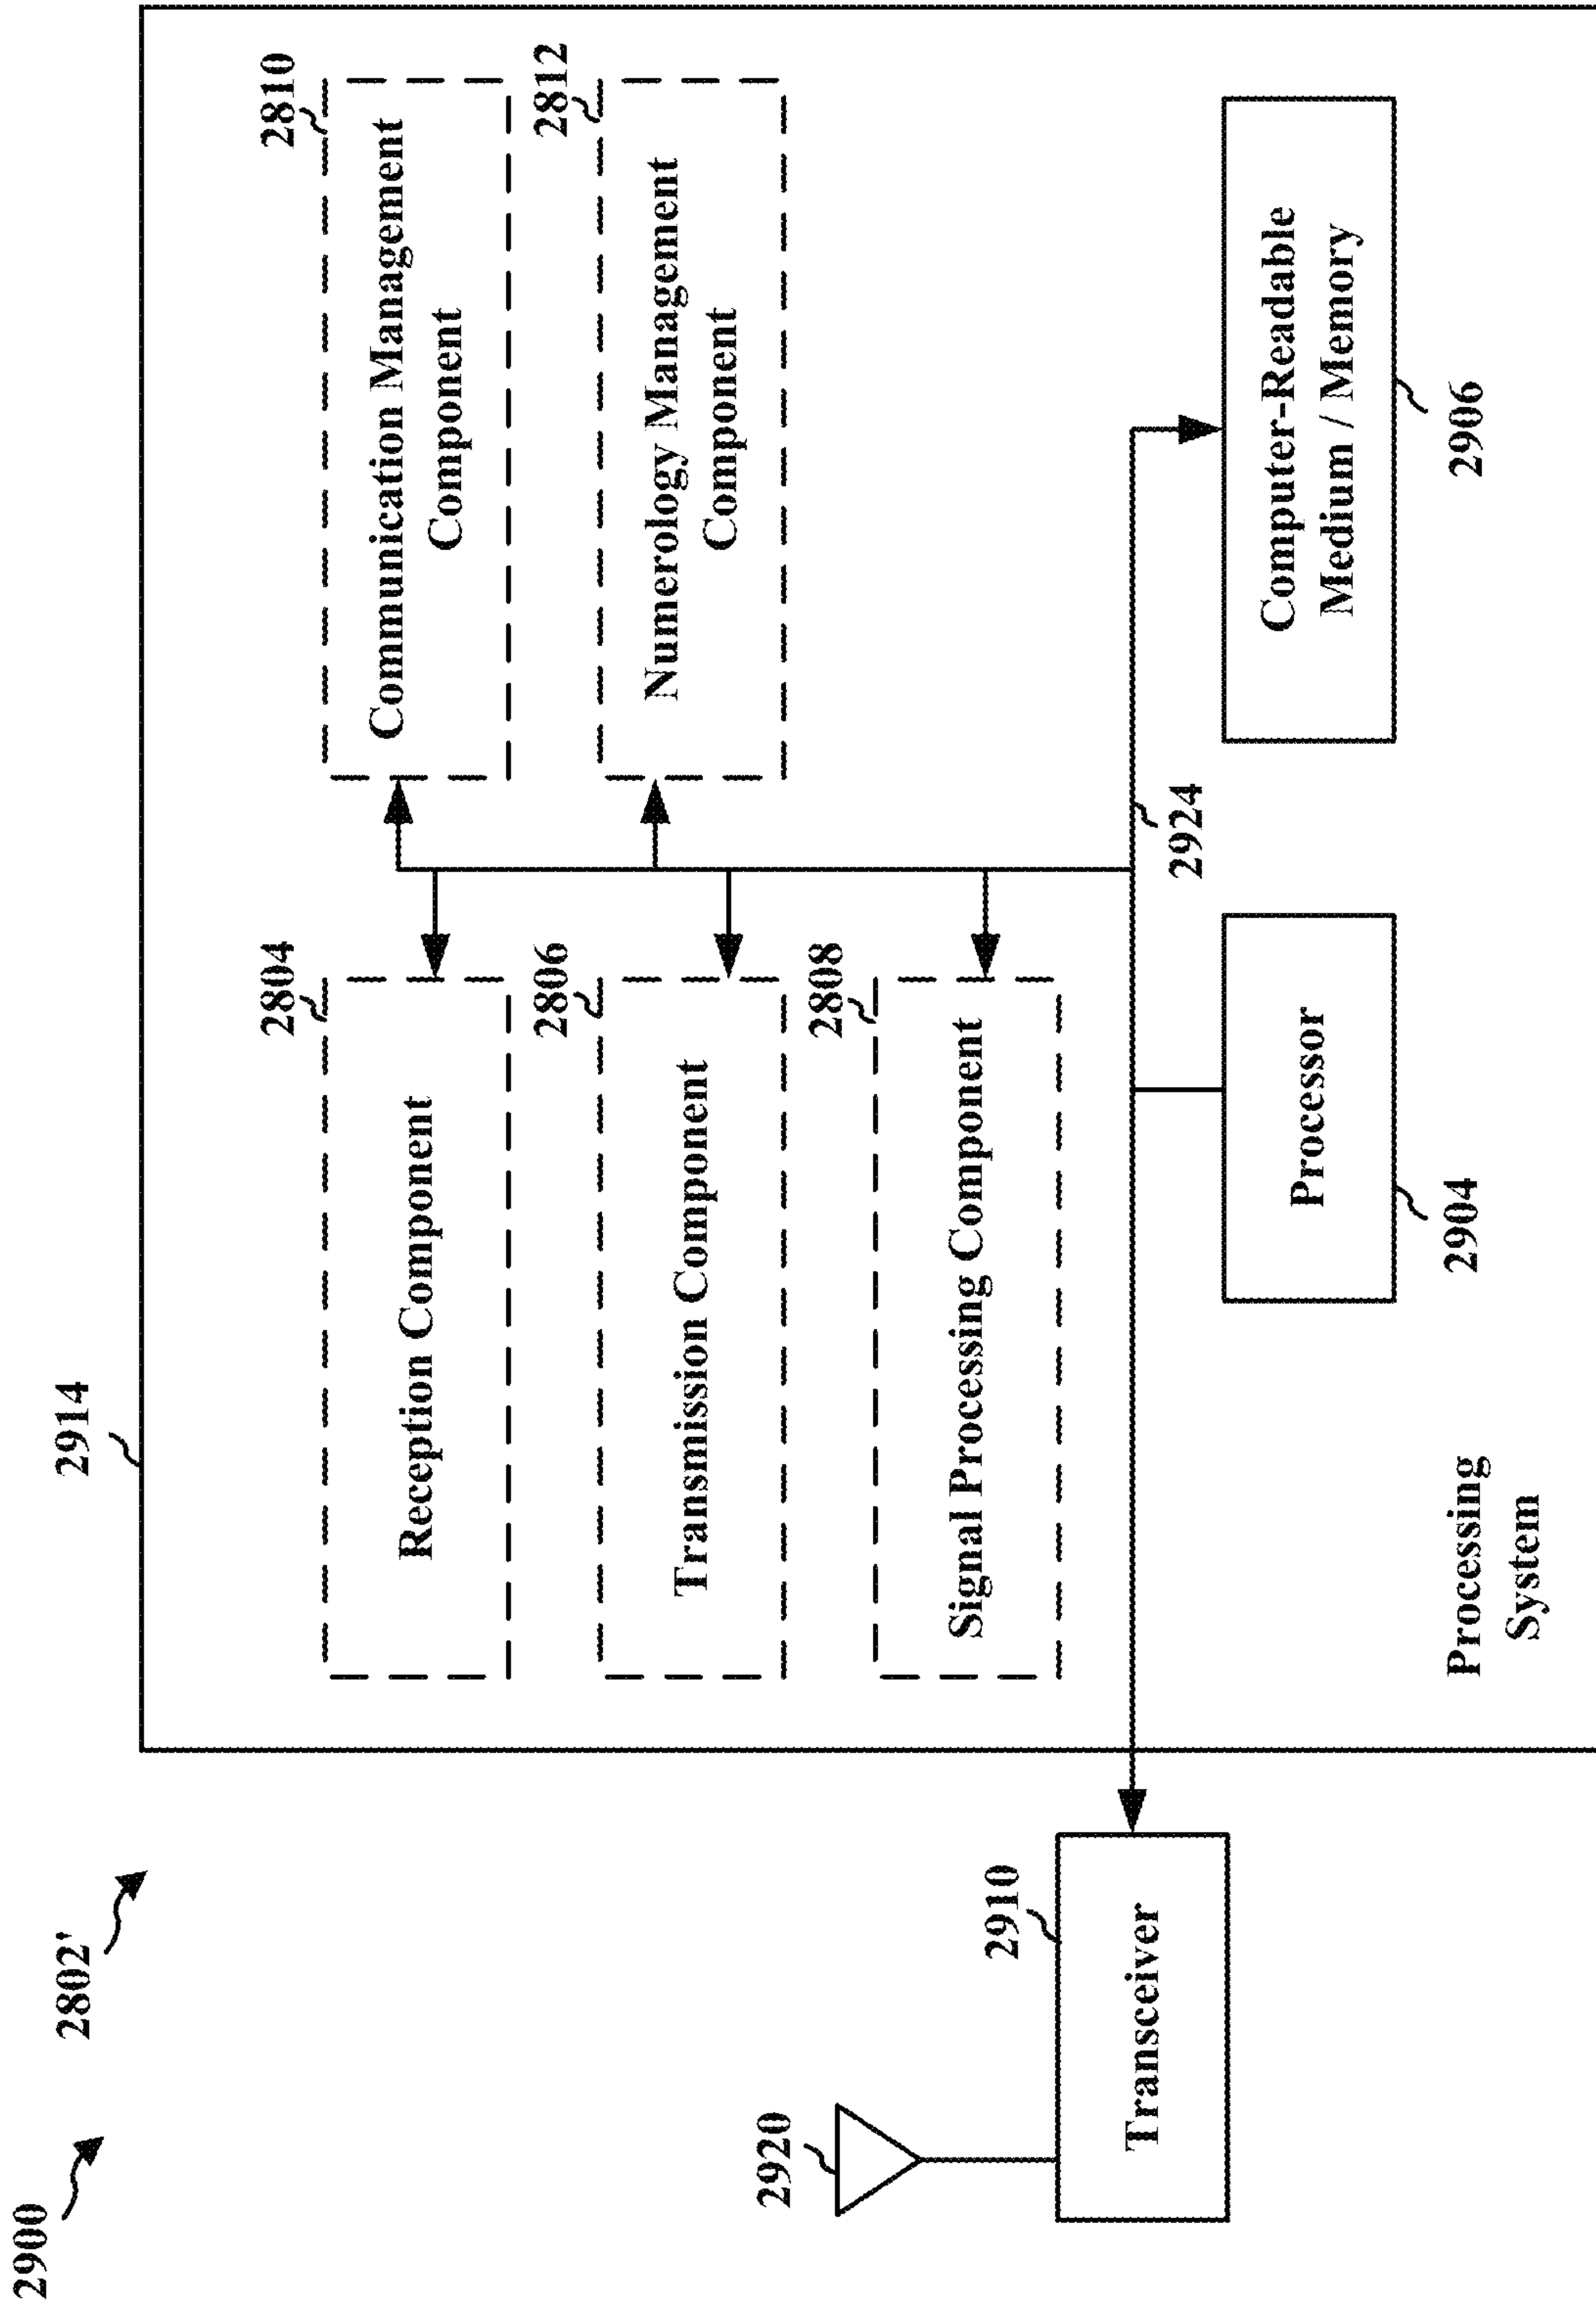 2900
2802'
2914
2804
Reception Component
2810
Communication Management
Component
2806
Transmission Component
2812
Numerology Management
Component
2808
Signal Processing Component
2920
2910
Transceiver
2924
Processor
2904
Computer-Readable
Medium / Memory
2906
Processing
System